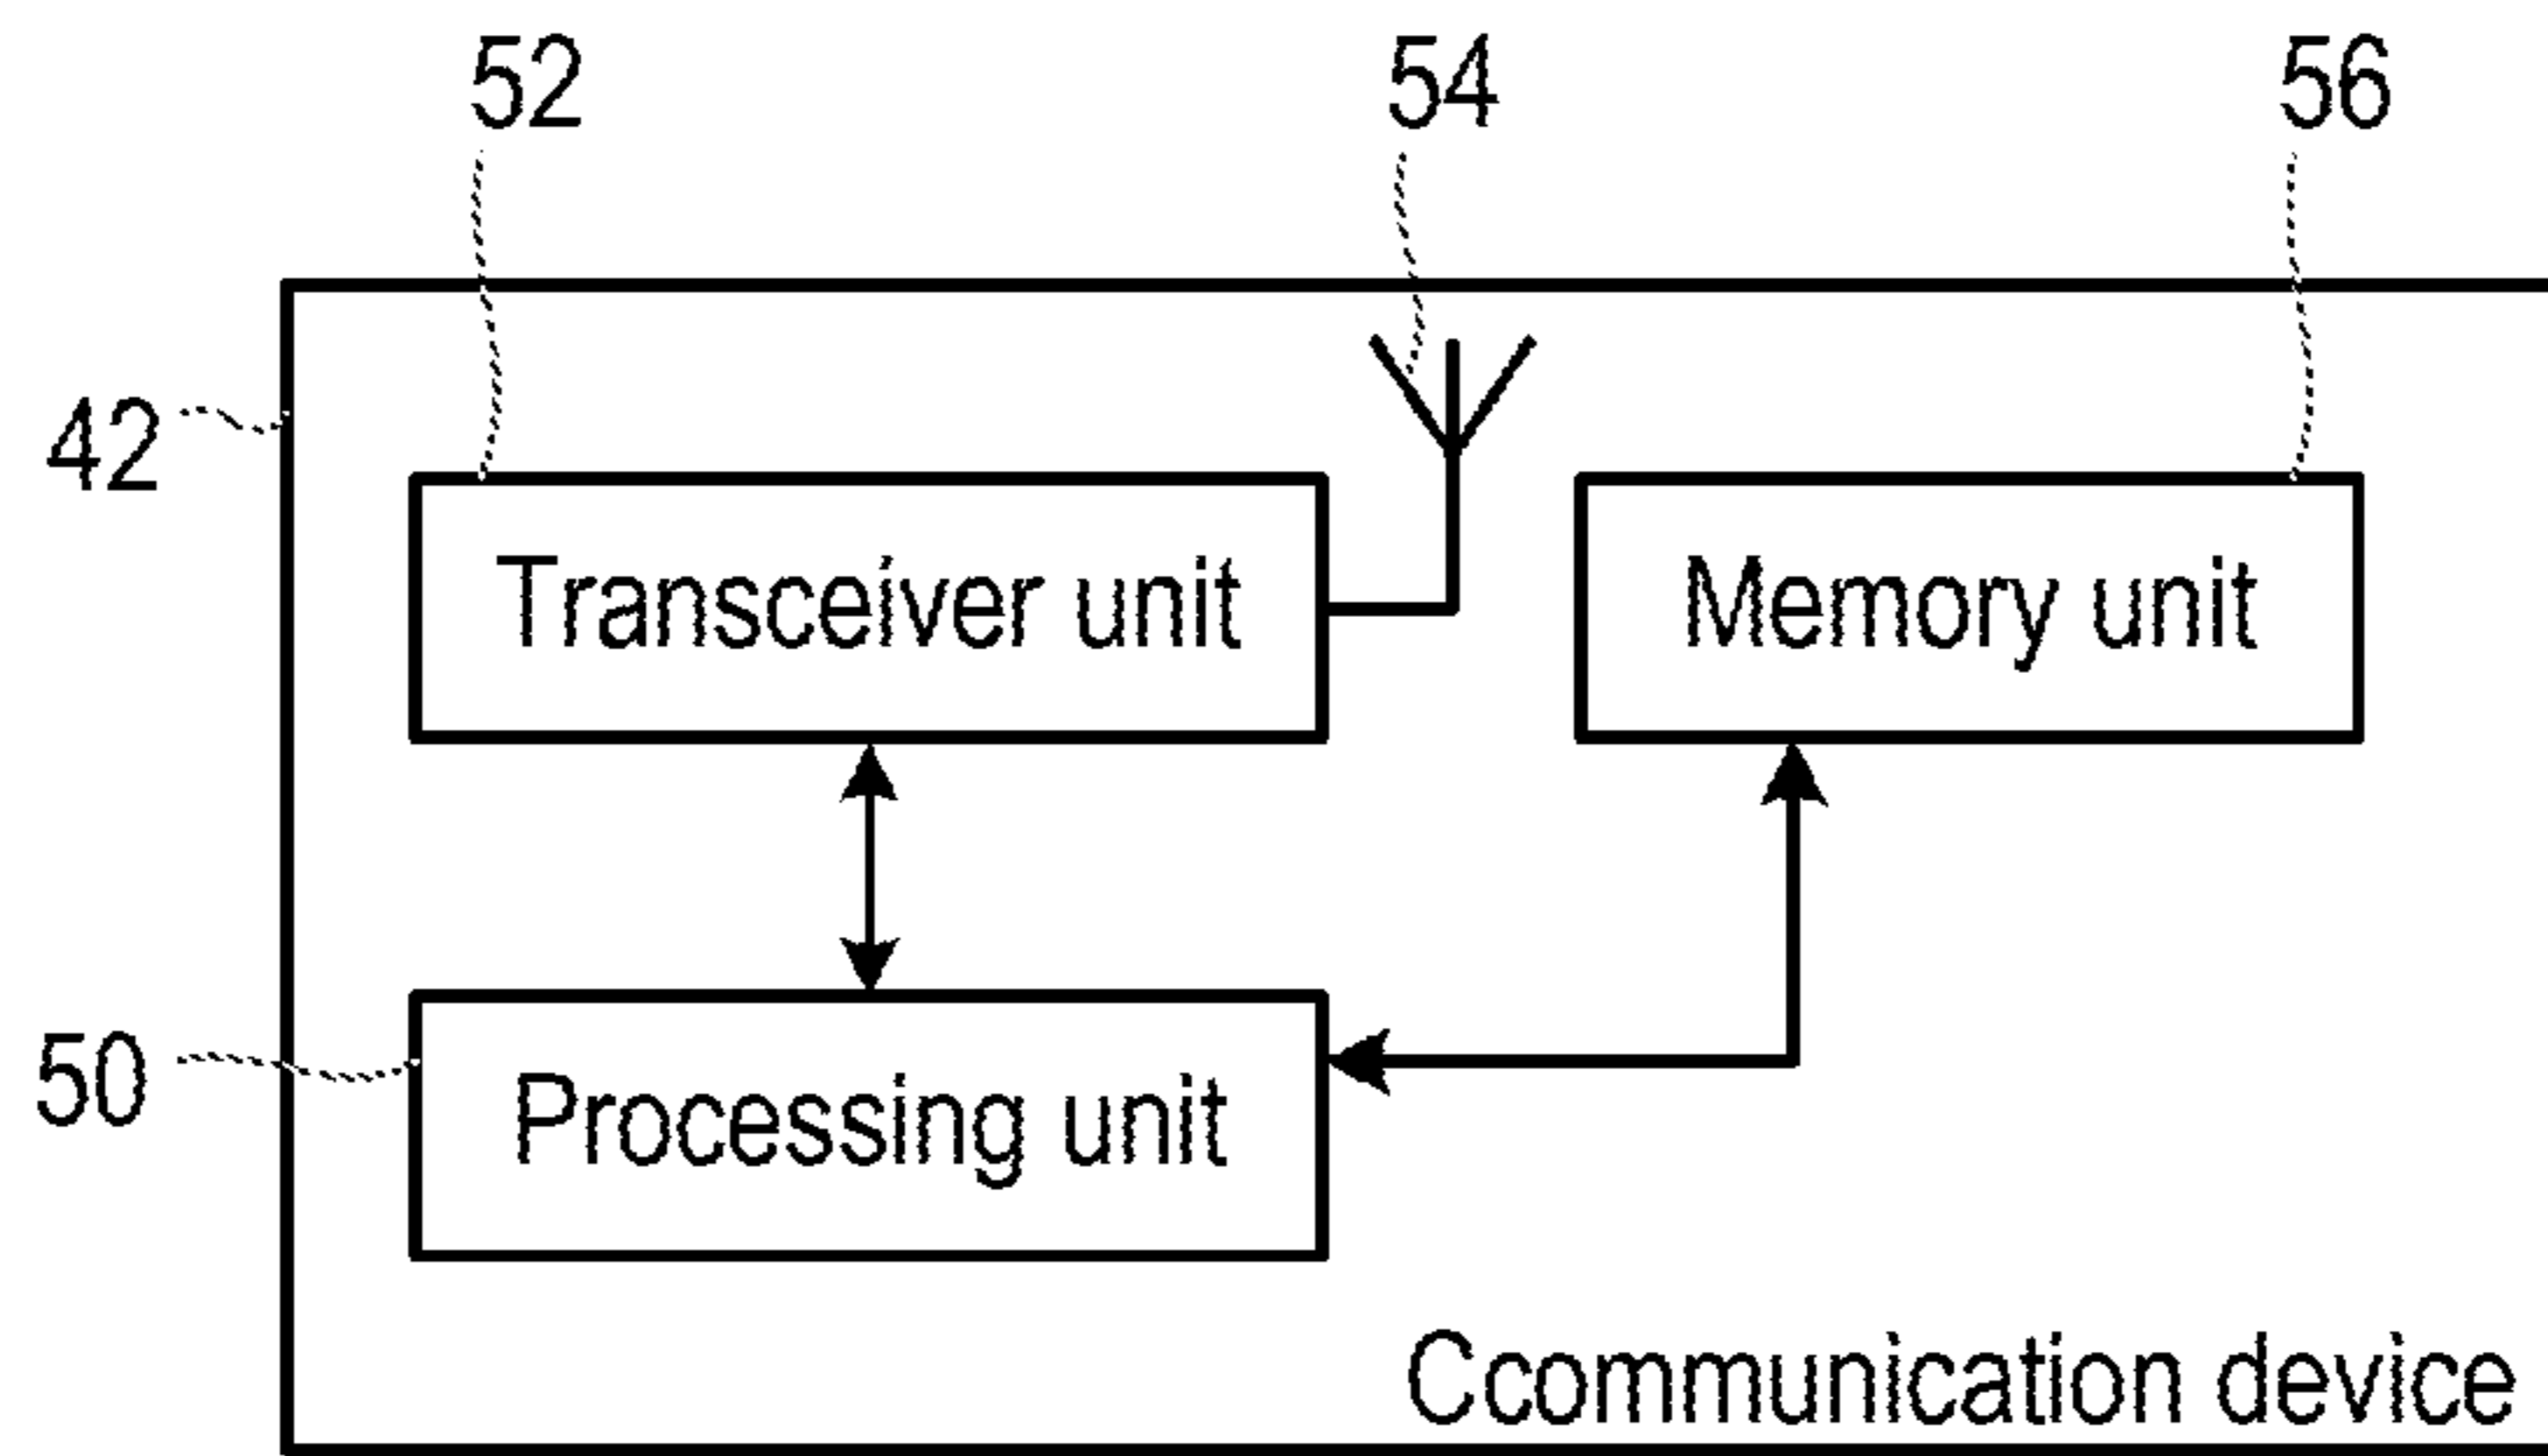 52 54 56
42
Transceiver unit Memory unit
50
Processing unit
Ccommunication device